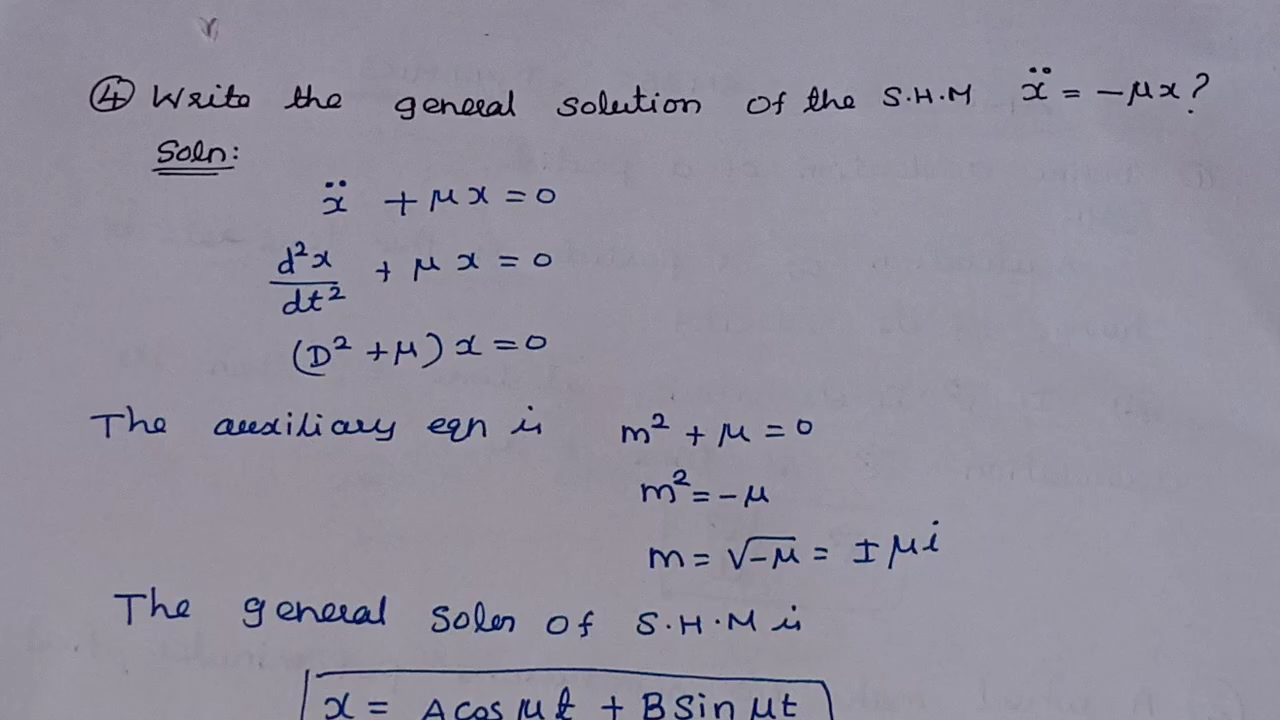 ④ Write the general solution of the S.H.M ẍ = -μx?
Soln:
ẍ + μx = 0
d²x/dt² + μx = 0
(D² + μ) x = 0
The auxiliary eqn is m² + μ = 0
m² = -μ
m = √-μ = ± μi
The general Soln of S.H.M is
x = A cos μt + B Sin μt